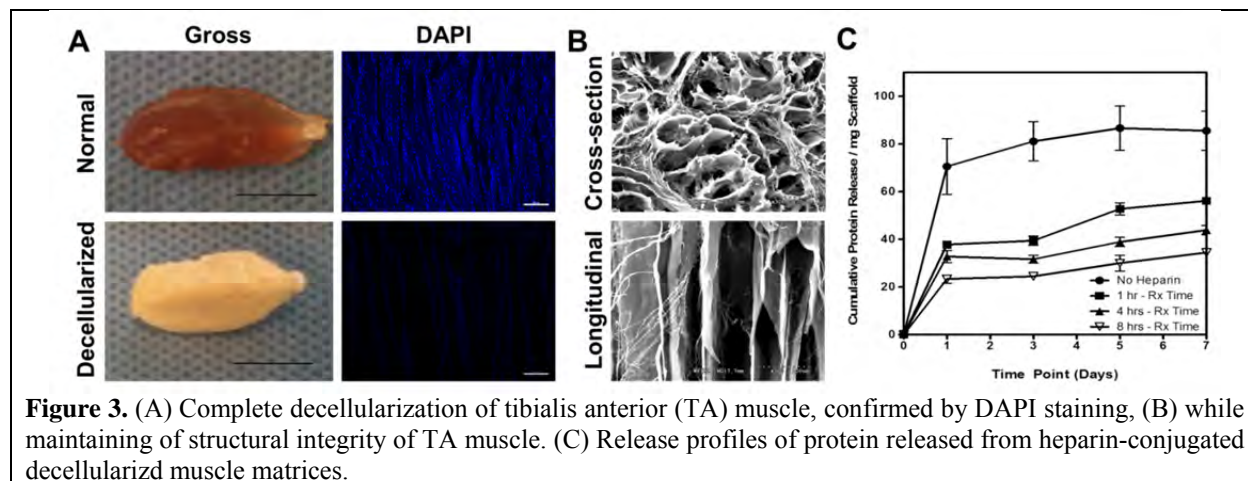 A
Gross
DAPI
Normal
Decellularized
B
Cross-section
Longitudinal
C
Cumulative Protein Release / mg Scaffold
100
80
60
40
20
0
No Heparin
1 hr - Rx Time
4 hrs - Rx Time
8 hrs - Rx Time
0 1 2 3 4 5 6 7
Time Point (Days)
Figure 3. (A) Complete decellularization of tibialis anterior (TA) muscle, confirmed by DAPI staining, (B) while
maintaining of structural integrity of TA muscle. (C) Release profiles of protein released from heparin-conjugated
decellularizd muscle matrices.